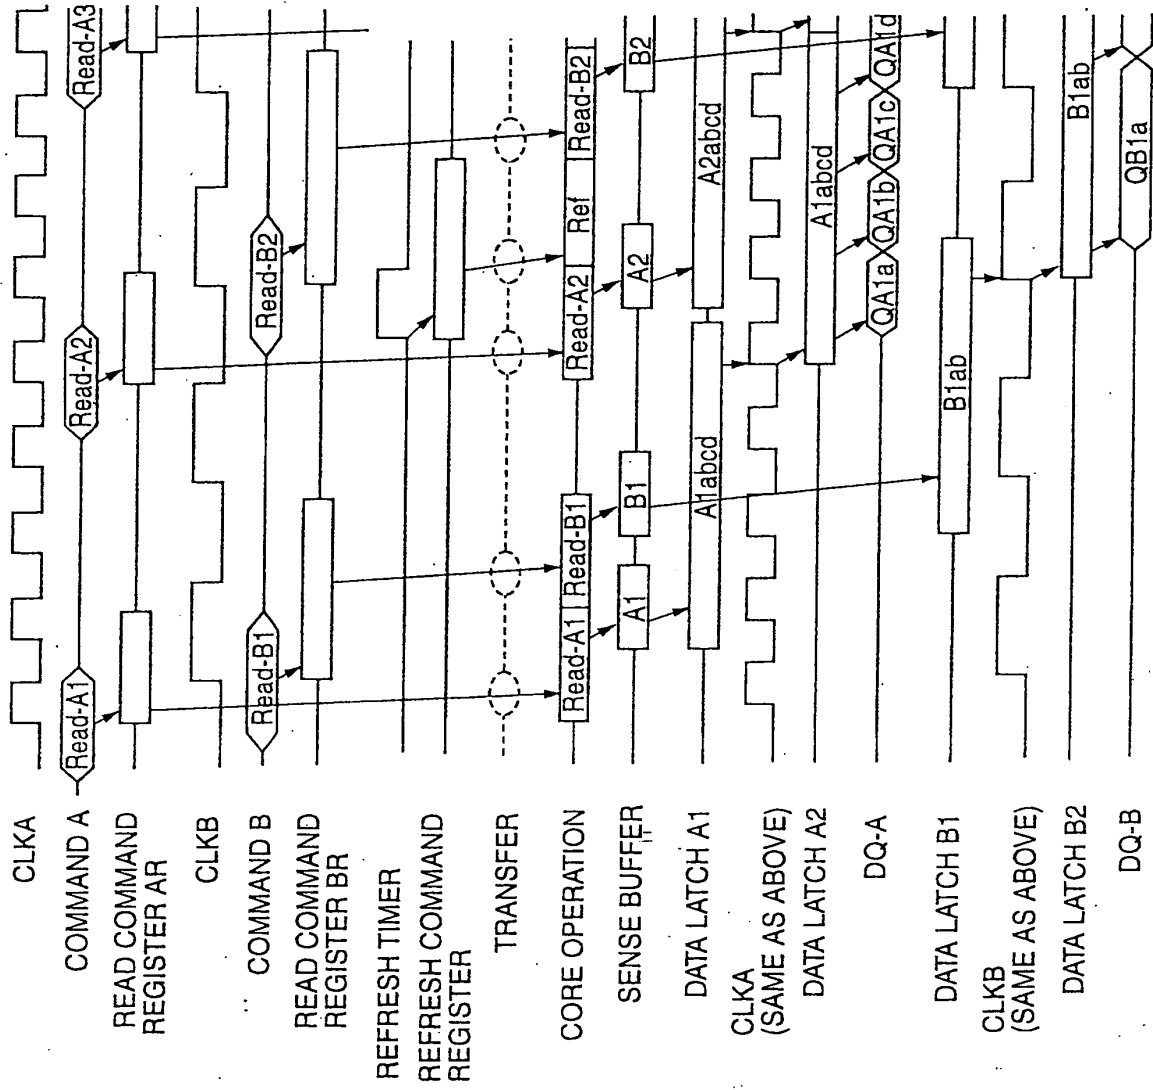 CLKA
COMMAND A
Read-A1
Read-A2
Read-A3
READ COMMAND
REGISTER AR
CLKB
COMMAND B
Read-B1
Read-B2
READ COMMAND
REGISTER BR
REFRESH TIMER
REFRESH COMMAND
REGISTER
TRANSFER
CORE OPERATION
Read-A1
Read-B1
Read-A2
Ref
Read-B2
SENSE BUFFER
A1
B1
A2
B2
DATA LATCH A1
A1abcd
A2abcd
CLKA
(SAME AS ABOVE)
DATA LATCH A2
A1abcd
DQ-A
QA1a
QA1b
QA1c
QA1d
DATA LATCH B1
B1ab
CLKB
(SAME AS ABOVE)
DATA LATCH B2
B1ab
DQ-B
QB1a